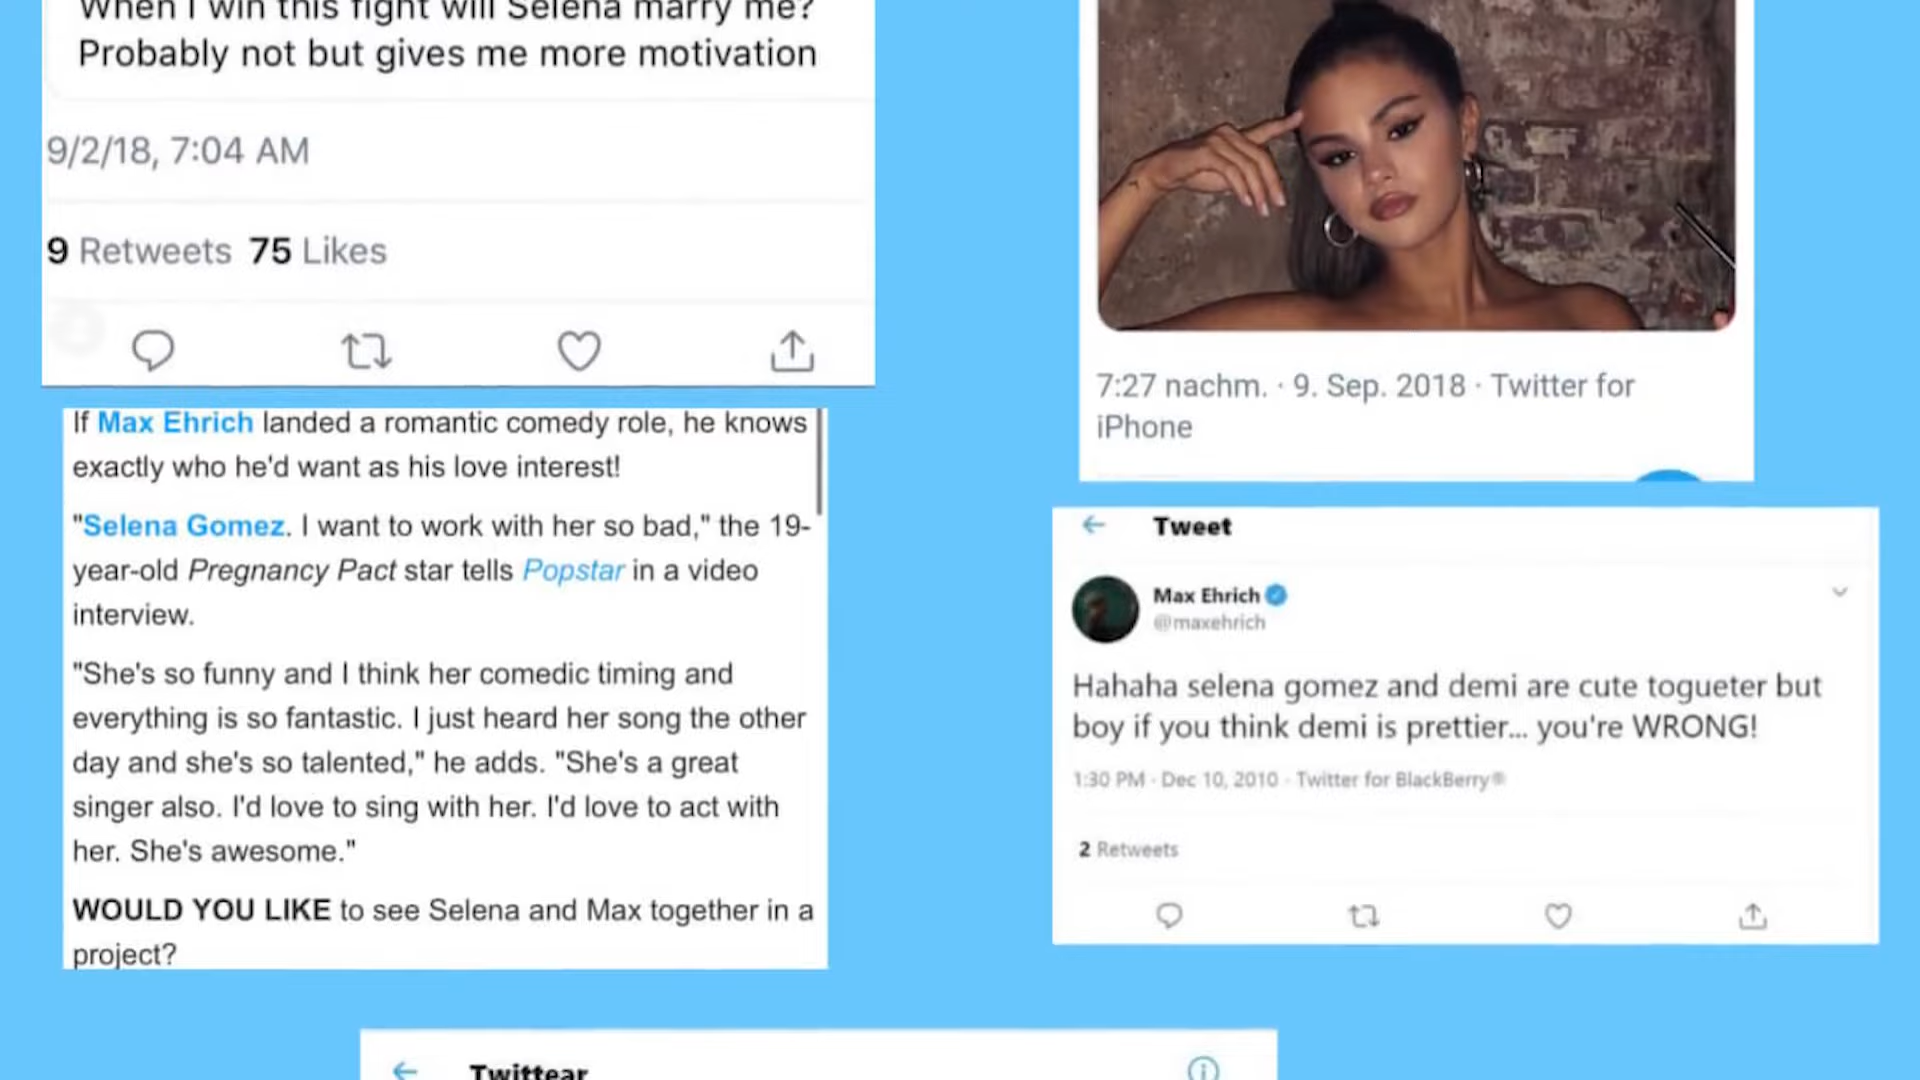 When I win this fight will Selena marry me?
Probably not but gives me more motivation
9/2/18, 7:04 AM
9 Retweets 75 Likes
If Max Ehrich landed a romantic comedy role, he knows
exactly who he'd want as his love interest!
"Selena Gomez. I want to work with her so bad," the 19-
year-old Pregnancy Pact star tells Popstar in a video
interview.
"She's so funny and I think her comedic timing and
everything is so fantastic. I just heard her song the other
day and she's so talented," he adds. "She's a great
singer also. I'd love to sing with her. I'd love to act with
her. She's awesome."
WOULD YOU LIKE to see Selena and Max together in a
project?
7:27 nachm. · 9. Sep. 2018 · Twitter for
iPhone
Tweet
Max Ehrich
@maxehrich
Hahaha selena gomez and demi are cute togueter but
boy if you think demi is prettier... you're WRONG!
1:30 PM · Dec 10, 2010 · Twitter for BlackBerry®
2 Retweets
Twittear